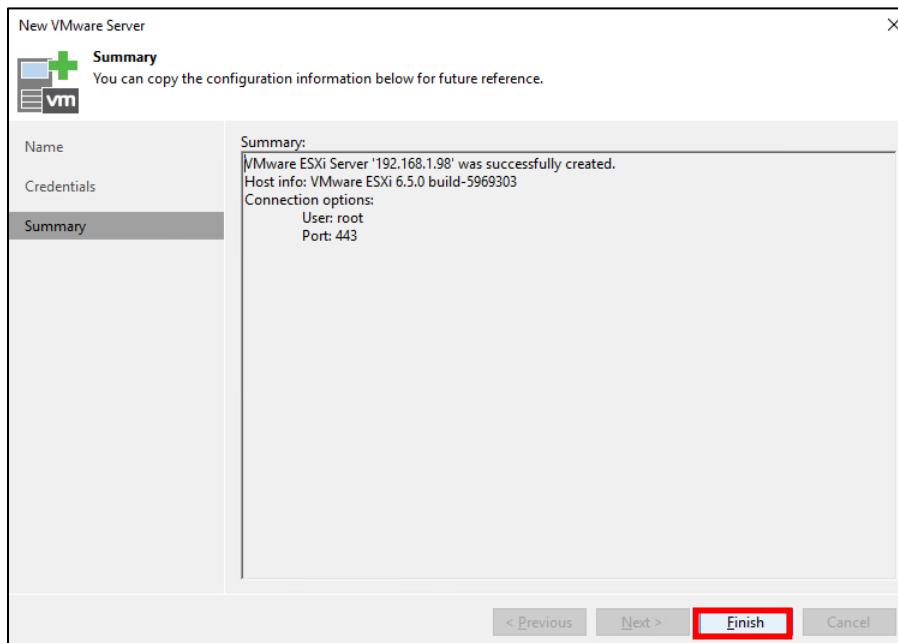 New VMware Server
Summary
You can copy the configuration information below for future reference.
vm
Name
Credentials
Summary
Summary:
VMware ESXi Server '192.168.1.98' was successfully created.
Host info: VMware ESXi 6.5.0 build-5969303
Connection options:
User: root
Port: 443
< Previous
Next >
Finish
Cancel